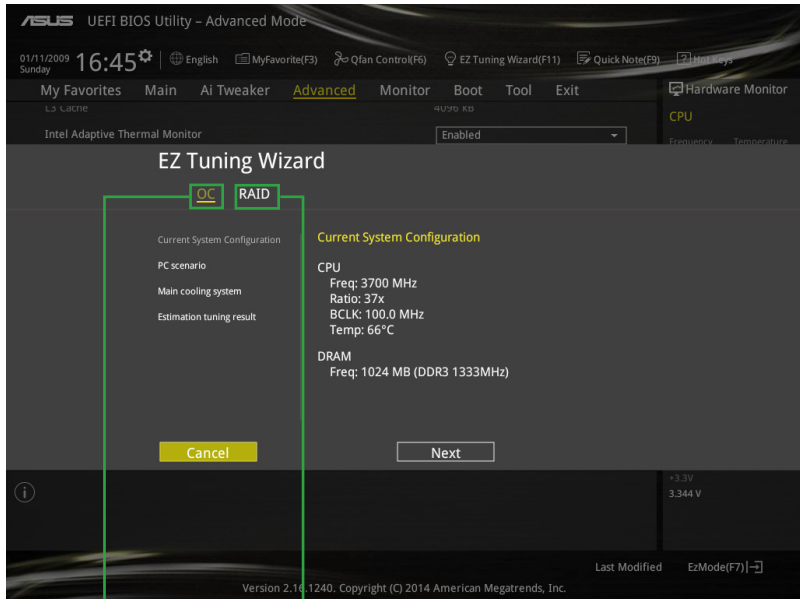 ASUS UEFI BIOS Utility – Advanced Mode
01/11/2009
Sunday
16:45
English
MyFavorite(F3)
Qfan Control(F6)
EZ Tuning Wizard(F11)
Quick Note(F9)
? Hot Keys
My Favorites Main Ai Tweaker Advanced Monitor Boot Tool Exit
Hardware Monitor
L3 Cache 4096 KB
CPU
Intel Adaptive Thermal Monitor Enabled
Frequency Temperature
EZ Tuning Wizard
OC RAID
Current System Configuration
PC scenario
Main cooling system
Estimation tuning result
Current System Configuration
CPU
Freq: 3700 MHz
Ratio: 37x
BCLK: 100.0 MHz
Temp: 66°C
DRAM
Freq: 1024 MB (DDR3 1333MHz)
Cancel Next
+3.3V
3.344 V
Last Modified EzMode(F7)
Version 2.16.1240. Copyright (C) 2014 American Megatrends, Inc.